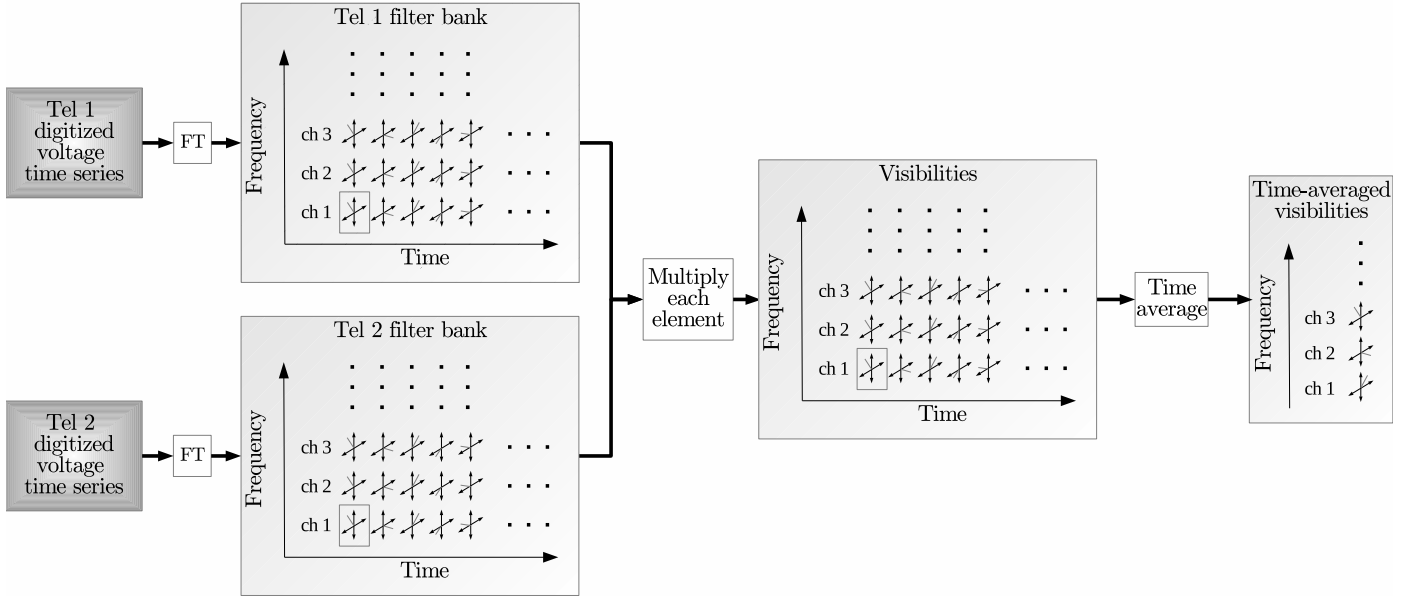 Tel 1
digitized
voltage
time series
FT
Tel 1 filter bank
Frequency
ch 3
ch 2
ch 1
Time
Tel 2
digitized
voltage
time series
FT
Tel 2 filter bank
Frequency
ch 3
ch 2
ch 1
Time
Multiply
each
element
Visibilities
Frequency
ch 3
ch 2
ch 1
Time
Time
average
Time-averaged
visibilities
Frequency
ch 3
ch 2
ch 1